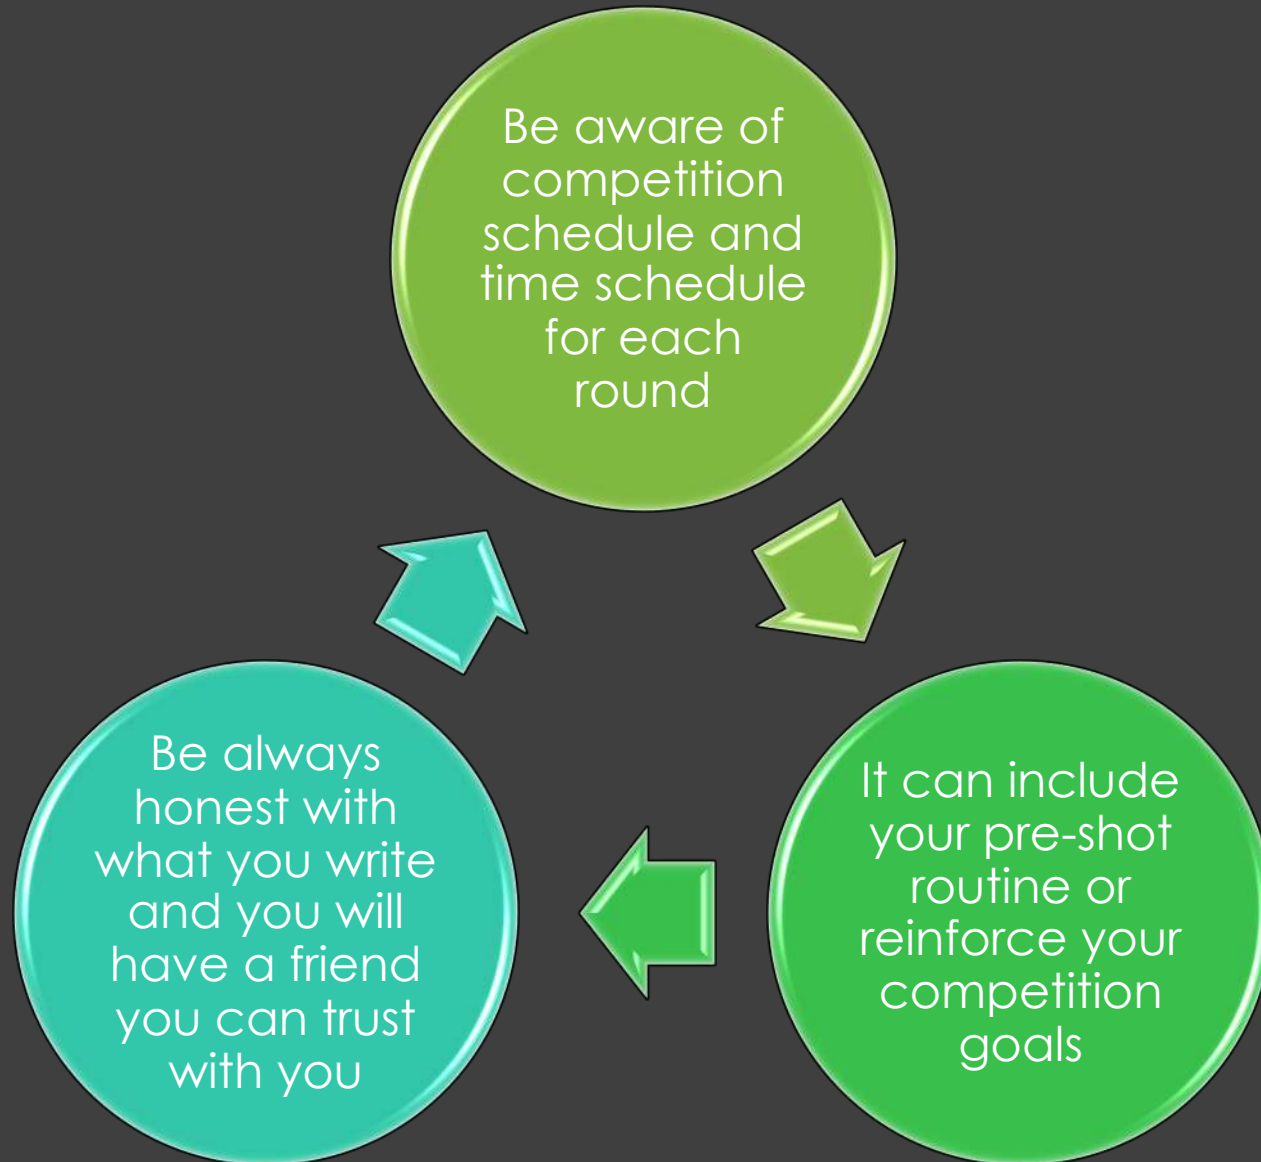 Be aware of
competition
schedule and
time schedule
for each
round
It can include
your pre-shot
routine or
reinforce your
competition
goals
Be always
honest with
what you write
and you will
have a friend
you can trust
with you